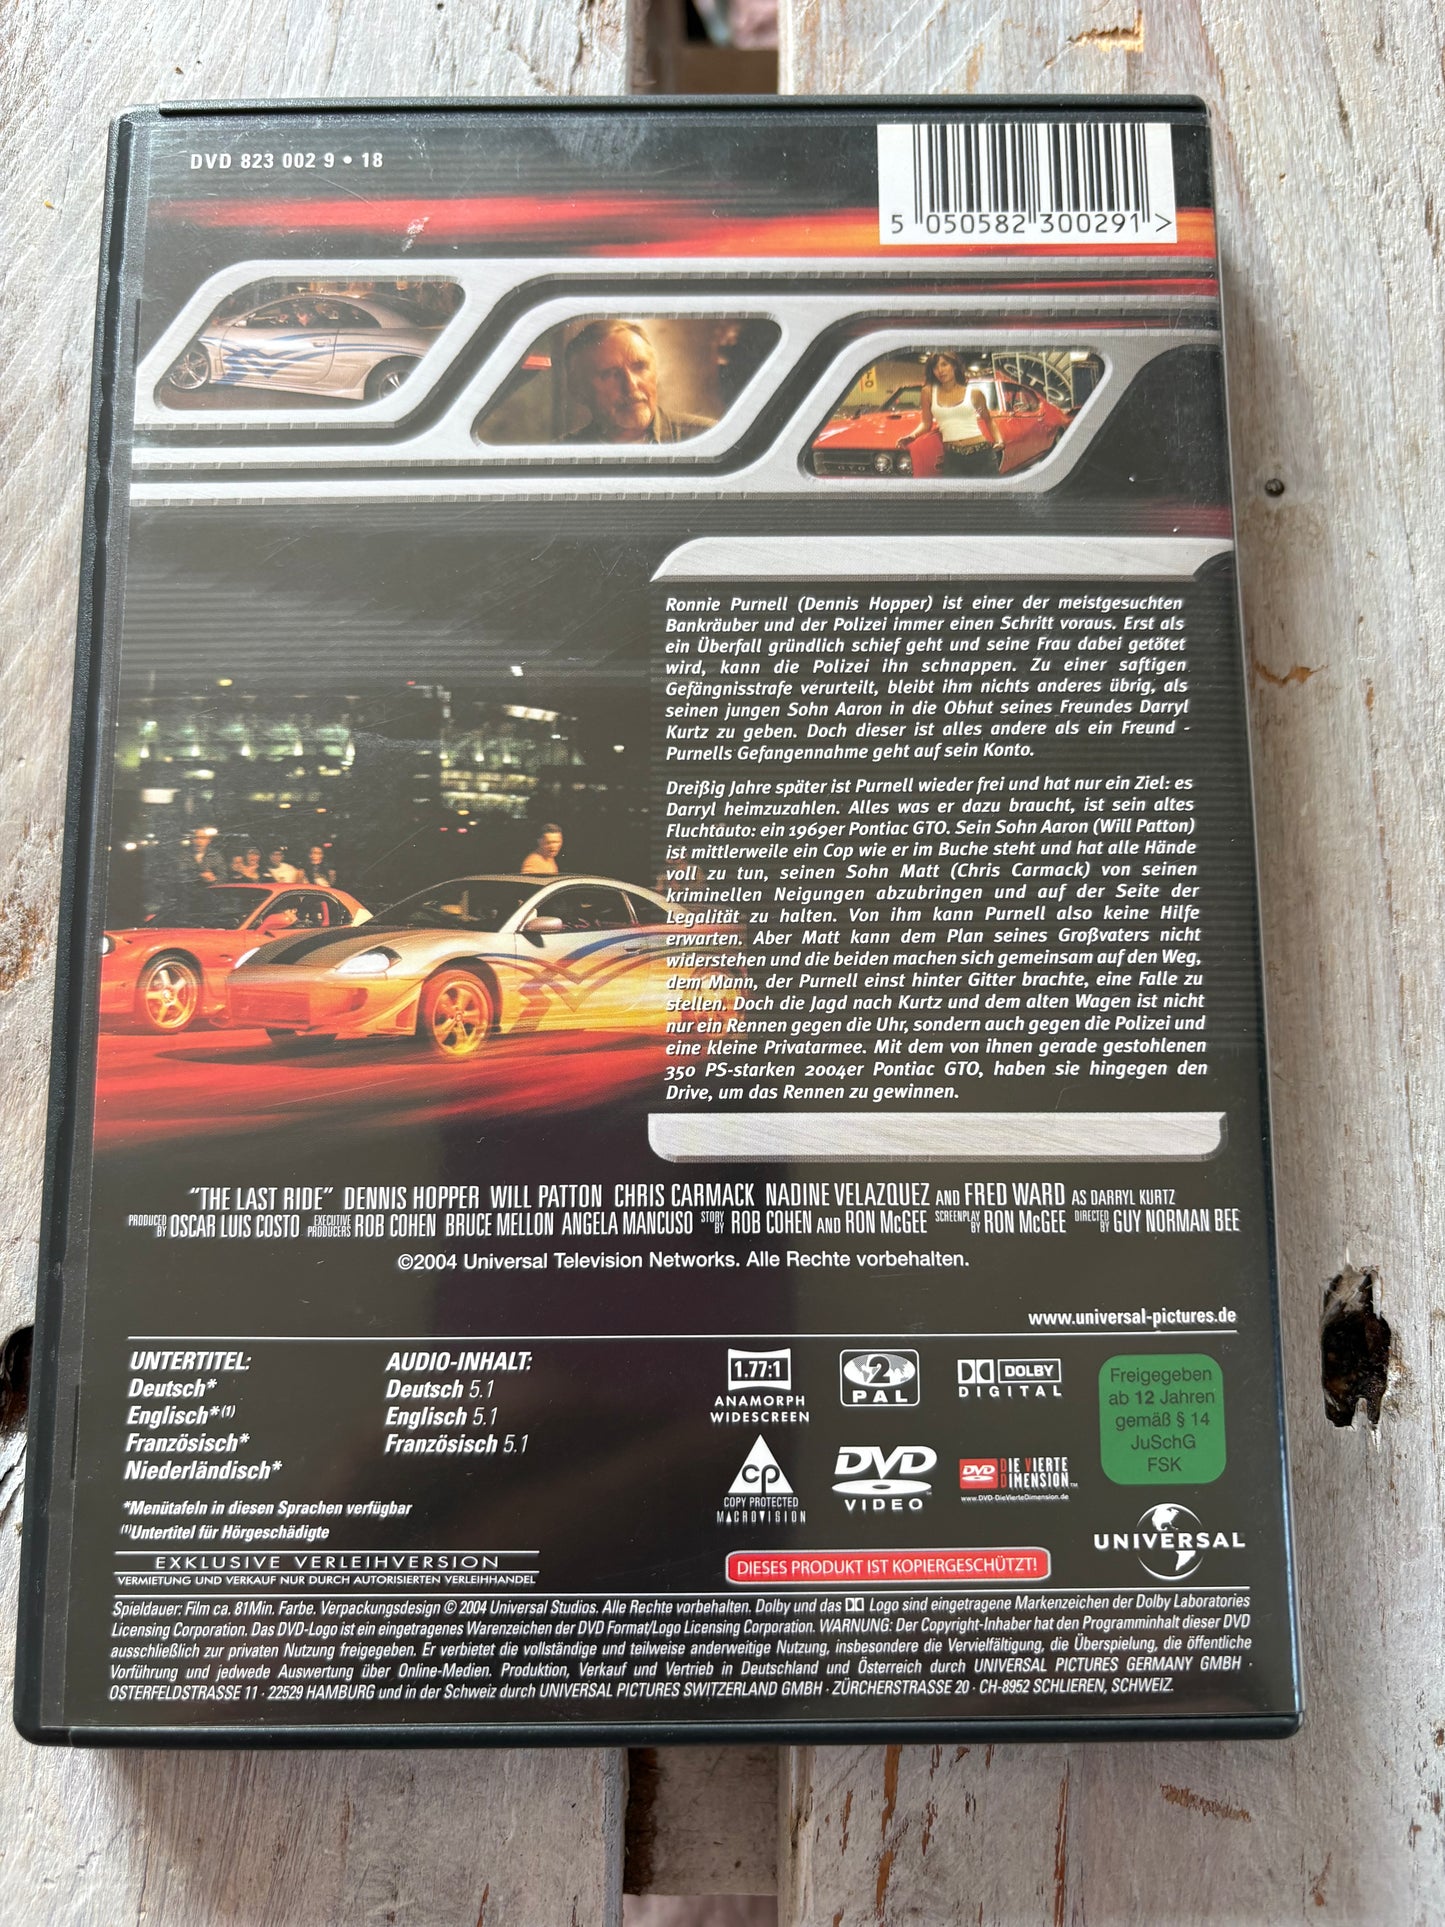 DVD 823 002 9 • 18
5 050582 300291 >
GTO
Ronnie Purnell (Dennis Hopper) ist einer der meistgesuchten
Bankräuber und der Polizei immer einen Schritt voraus. Erst als
ein Überfall gründlich schief geht und seine Frau dabei getötet
wird, kann die Polizei ihn schnappen. Zu einer saftigen
Gefängnisstrafe verurteilt, bleibt ihm nichts anderes übrig, als
seinen jungen Sohn Aaron in die Obhut seines Freundes Darryl
Kurtz zu geben. Doch dieser ist alles andere als ein Freund -
Purnells Gefangennahme geht auf sein Konto.
Dreißig Jahre später ist Purnell wieder frei und hat nur ein Ziel: es
Darryl heimzuzahlen. Alles was er dazu braucht, ist sein altes
Fluchtauto: ein 1969er Pontiac GTO. Sein Sohn Aaron (Will Patton)
ist mittlerweile ein Cop wie er im Buche steht und hat alle Hände
voll zu tun, seinen Sohn Matt (Chris Carmack) von seinen
kriminellen Neigungen abzubringen und auf der Seite der
Legalität zu halten. Von ihm kann Purnell also keine Hilfe
erwarten. Aber Matt kann dem Plan seines Großvaters nicht
widerstehen und die beiden machen sich gemeinsam auf den Weg,
dem Mann, der Purnell einst hinter Gitter brachte, eine Falle zu
stellen. Doch die Jagd nach Kurtz und dem alten Wagen ist nicht
nur ein Rennen gegen die Uhr, sondern auch gegen die Polizei und
eine kleine Privatarmee. Mit dem von ihnen gerade gestohlenen
350 PS-starken 2004er Pontiac GTO, haben sie hingegen den
Drive, um das Rennen zu gewinnen.
"THE LAST RIDE" DENNIS HOPPER WILL PATTON CHRIS CARMACK NADINE VELAZQUEZ AND FRED WARD AS DARRYL KURTZ
PRODUCED BY OSCAR LUIS COSTO EXECUTIVE PRODUCERS ROB COHEN BRUCE MELLON ANGELA MANCUSO STORY BY ROB COHEN AND RON McGEE SCREENPLAY BY RON McGEE DIRECTED BY GUY NORMAN BEE
©2004 Universal Television Networks. Alle Rechte vorbehalten.
www.universal-pictures.de
UNTERTITEL:
Deutsch*
Englisch*(1)
Französisch*
Niederländisch*
*Menütafeln in diesen Sprachen verfügbar
(1)Untertitel für Hörgeschädigte
AUDIO-INHALT:
Deutsch 5.1
Englisch 5.1
Französisch 5.1
1.77:1
ANAMORPH
WIDESCREEN
2
PAL
DOLBY
DIGITAL
Freigegeben
ab 12 Jahren
gemäß § 14
JuSchG
FSK
CP
COPY PROTECTED
MACROVISION
DVD
VIDEO
DVD DIE VIERTE
DIMENSION™
www.DVD-DieVierteDimension.de
UNIVERSAL
EXKLUSIVE VERLEIHVERSION
VERMIETUNG UND VERKAUF NUR DURCH AUTORISIERTEN VERLEIHHANDEL
DIESES PRODUKT IST KOPIERGESCHÜTZT!
Spieldauer: Film ca. 81Min. Farbe. Verpackungsdesign © 2004 Universal Studios. Alle Rechte vorbehalten. Dolby und das DD Logo sind eingetragene Markenzeichen der Dolby Laboratories
Licensing Corporation. Das DVD-Logo ist ein eingetragenes Warenzeichen der DVD Format/Logo Licensing Corporation. WARNUNG: Der Copyright-Inhaber hat den Programminhalt dieser DVD
ausschließlich zur privaten Nutzung freigegeben. Er verbietet die vollständige und teilweise anderweitige Nutzung, insbesondere die Vervielfältigung, die Überspielung, die öffentliche
Vorführung und jedwede Auswertung über Online-Medien. Produktion, Verkauf und Vertrieb in Deutschland und Österreich durch UNIVERSAL PICTURES GERMANY GMBH ·
OSTERFELDSTRASSE 11 · 22529 HAMBURG und in der Schweiz durch UNIVERSAL PICTURES SWITZERLAND GMBH · ZÜRCHERSTRASSE 20 · CH-8952 SCHLIEREN, SCHWEIZ.